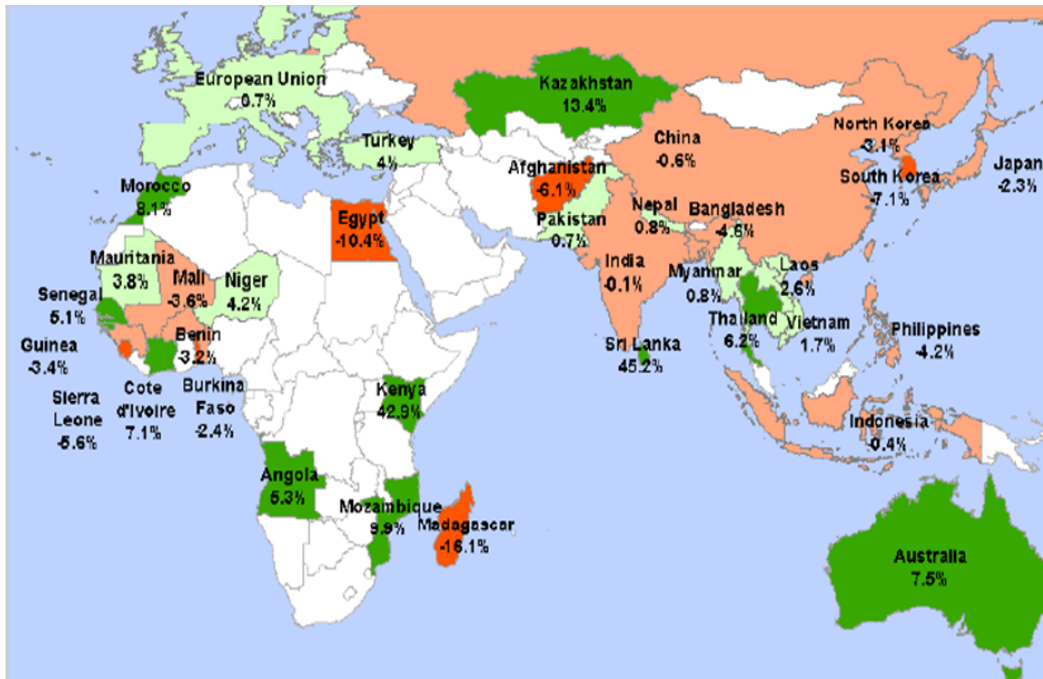 European Union
0.7%
Kazakhstan
13.4%
Turkey
4%
China
-0.6%
North Korea
-3.1%
South Korea
-7.1%
Japan
-2.3%
Afghanistan
-6.1%
Pakistan
0.7%
Nepal
0.8%
Bangladesh
-4.6%
India
-0.1%
Myanmar
0.8%
Laos
2.6%
Thailand
6.2%
Vietnam
1.7%
Philippines
-4.2%
Sri Lanka
45.2%
Indonesia
-0.4%
Australia
7.5%
Morocco
8.1%
Egypt
-10.4%
Mauritania
3.8%
Mali
-3.6%
Niger
4.2%
Senegal
5.1%
Guinea
-3.4%
Benin
-3.2%
Sierra
Leone
-5.6%
Cote
d'Ivoire
7.1%
Burkina
Faso
-2.4%
Kenya
42.9%
Angola
5.3%
Mozambique
9.9%
Madagascar
-16.1%